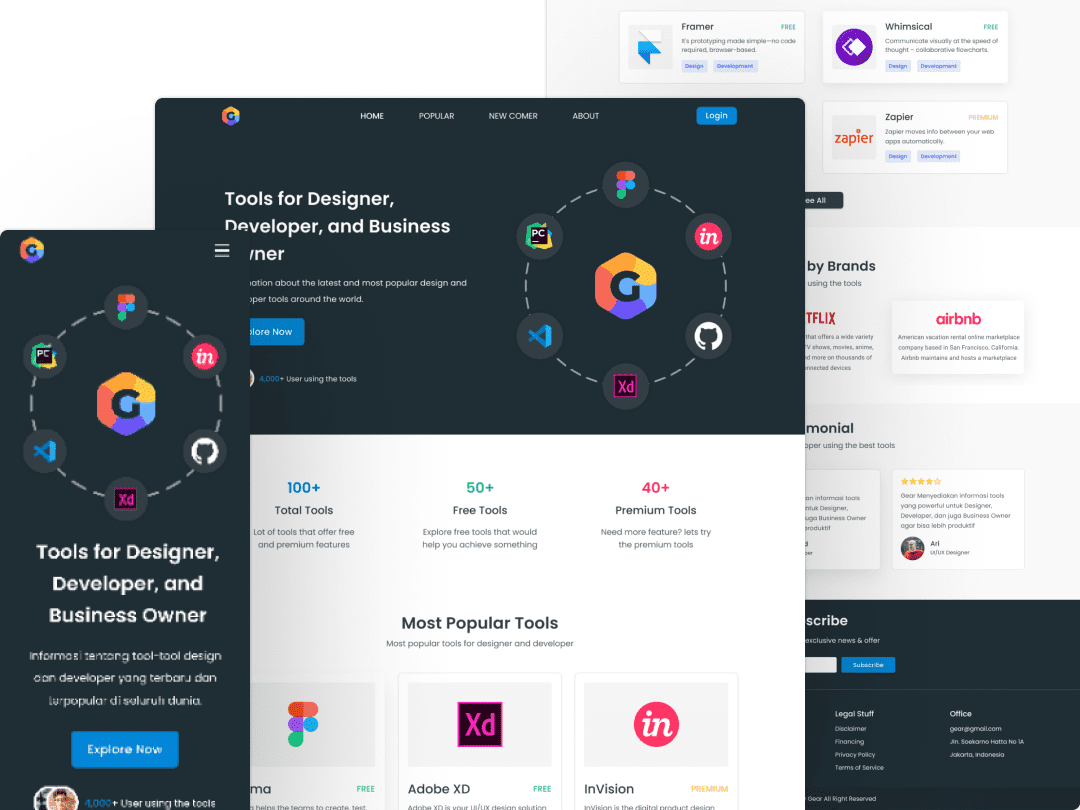 Framer
FREE
It's prototyping made simple—no code
required, browser-based.
Design
Development
Whimsical
FREE
Communicate visually at the speed of
thought – collaborative flowcharts.
Design
Development
zapier
Zapier
PREMIUM
Zapier moves info between your web
apps automatically.
Design
Development
ee All
by Brands
using the tools
TFLIX
that offers a wide variety
TV shows, movies, anime,
nd more on thousands of
nnected devices
airbnb
American vacation rental online marketplace
company based in San Francisco, California.
Airbnb maintains and hosts a marketplace
monial
oper using the best tools
an informasi tools
ntuk Designer,
juga Business Owner
roduktif
Gear Menyediakan informasi tools
yang powerful untuk Designer,
Developer, dan juga Business Owner
agar bisa lebih produktif
Ari
UI/UX Designer
scribe
exclusive news & offer
Subscribe
Legal Stuff
Disclaimer
Financing
Privacy Policy
Terms of Service
Office
gear@gmail.com
Jln. Soekarno Hatta No 1A
Jakarta, Indonesia
Gear All Right Reserved
G
HOME
POPULAR
NEW COMER
ABOUT
Login
Tools for Designer,
Developer, and Business
wner
mation about the latest and most popular design and
oper tools around the world.
lore Now
4,000+ User using the tools
PC
in
Xd
G
100+
Total Tools
Lot of tools that offer free
and premium features
50+
Free Tools
Explore free tools that would
help you achieve something
40+
Premium Tools
Need more feature? lets try
the premium tools
Most Popular Tools
Most popular tools for designer and developer
ma
FREE
a helps the teams to create, test,
Xd
Adobe XD
FREE
Adobe XD is your UI/UX design solution
in
InVision
PREMIUM
InVision is the digital product design
G
PC
in
G
Xd
Tools for Designer,
Developer, and
Business Owner
Informasi tentang tool-tool design
dan developer yang terbaru dan
terpopular di seluruh dunia.
Explore Now
4,000+ User using the tools